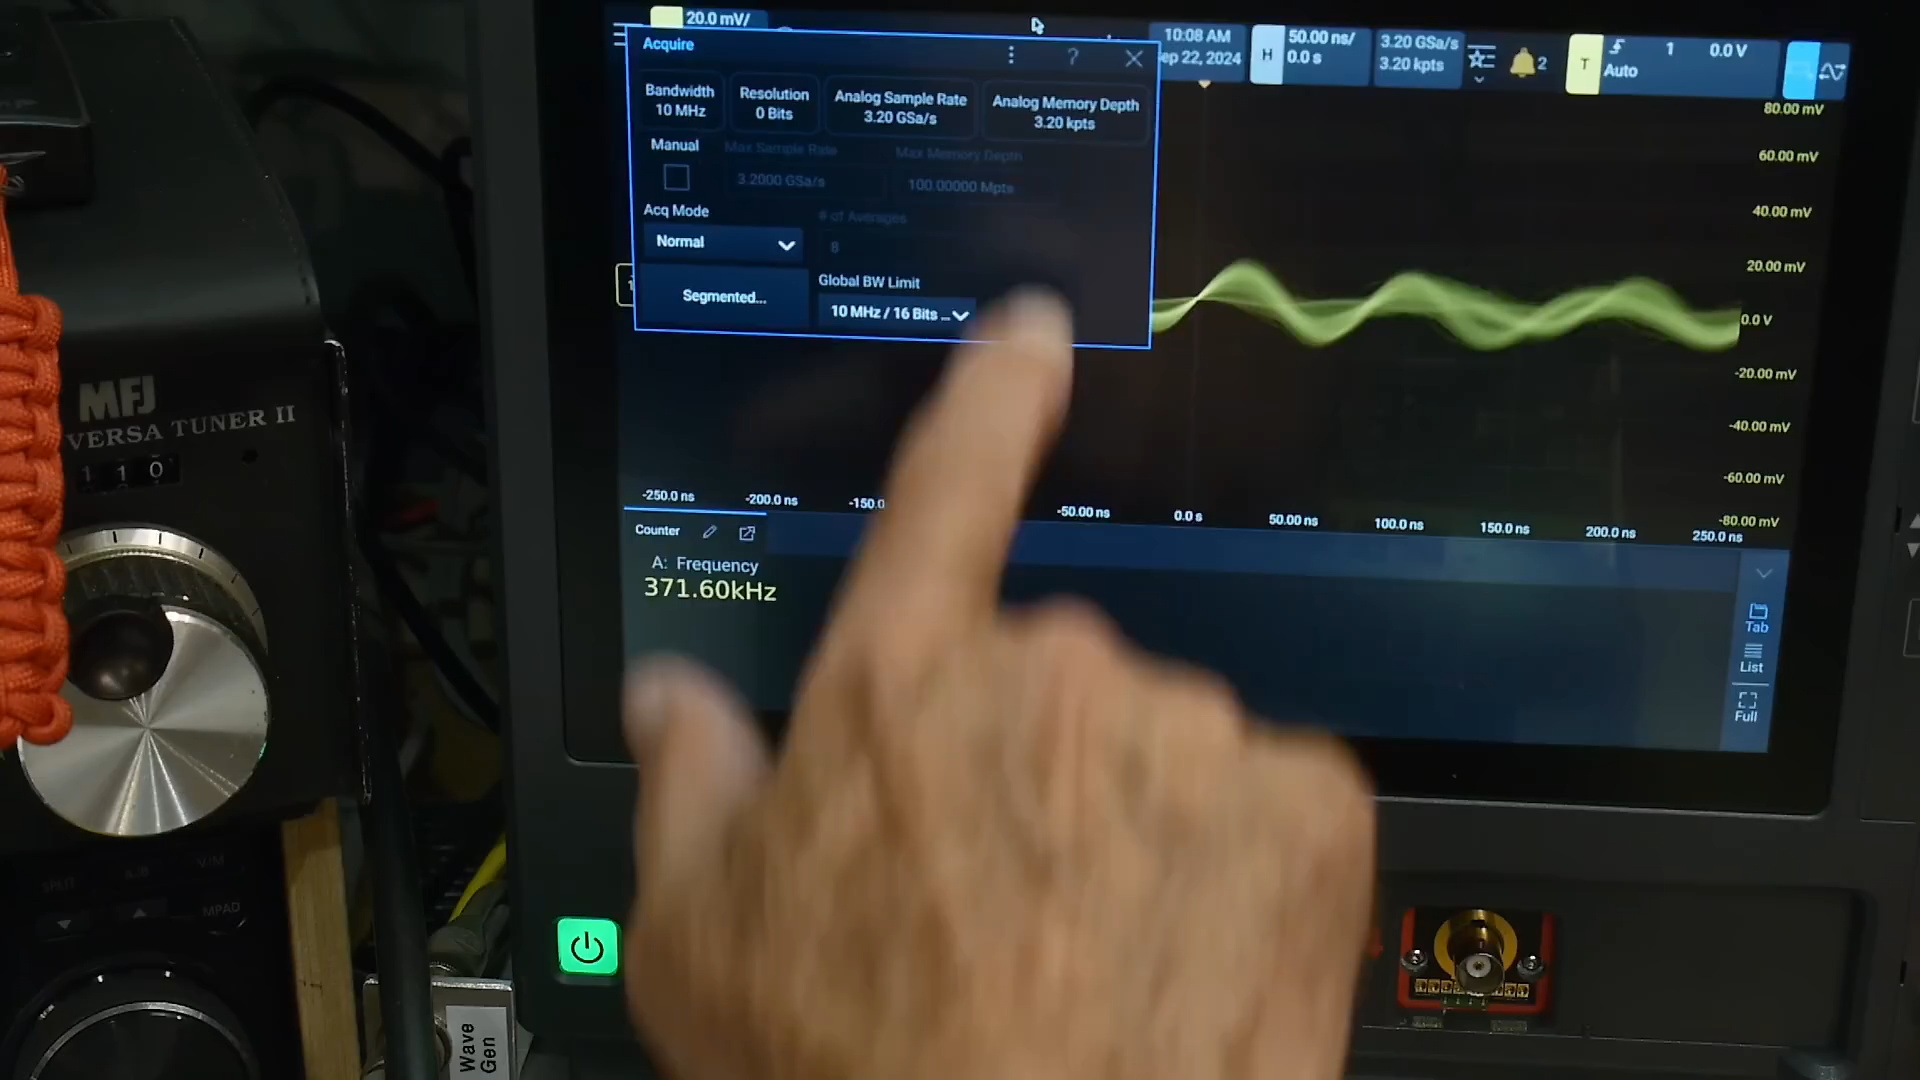 20.0 mV/
Acquire
?
10:08 AM
ep 22, 2024
H
50.00 ns/
0.0 s
3.20 GSa/s
3.20 kpts
2
T
1
0.0 V
Auto
Bandwidth
10 MHz
Resolution
0 Bits
Analog Sample Rate
3.20 GSa/s
Analog Memory Depth
3.20 kpts
Manual
Max Sample Rate
3.2000 GSa/s
Max Memory Depth
100.00000 Mpts
Acq Mode
Normal
# of Averages
8
Segmented...
Global BW Limit
10 MHz / 16 Bits ...
80.00 mV
60.00 mV
40.00 mV
20.00 mV
0.0 V
-20.00 mV
-40.00 mV
-60.00 mV
-80.00 mV
-250.0 ns
-200.0 ns
-150.0
-50.00 ns
0.0 s
50.00 ns
100.0 ns
150.0 ns
200.0 ns
250.0 ns
Counter
A: Frequency
371.60kHz
Tab
List
Full
MFJ
VERSA TUNER II
1 1 0
SPLIT
A/B
V/M
MPAD
Wave
Gen